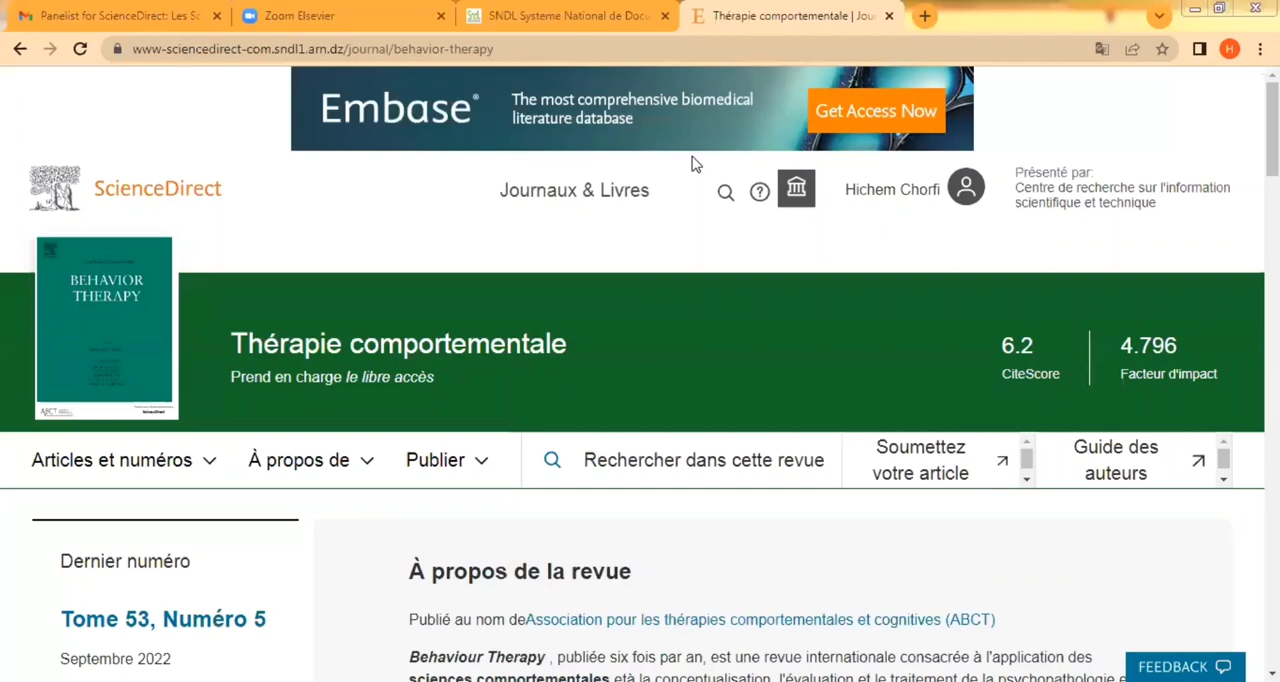 Panelist for ScienceDirect: Les Sc
Zoom Elsevier
SNDL Systeme National de Docu
Thérapie comportementale | Jour
www-sciencedirect-com.sndl1.arn.dz/journal/behavior-therapy
H
Embase®
The most comprehensive biomedical
literature database
Get Access Now
ScienceDirect
Journaux & Livres
Hichem Chorfi
Présenté par:
Centre de recherche sur l'information
scientifique et technique
BEHAVIOR
THERAPY
ABCT
ScienceDirect
Thérapie comportementale
Prend en charge le libre accès
6.2
CiteScore
4.796
Facteur d'impact
Articles et numéros
À propos de
Publier
Rechercher dans cette revue
Soumettez
votre article
Guide des
auteurs
Dernier numéro
Tome 53, Numéro 5
Septembre 2022
À propos de la revue
Publié au nom deAssociation pour les thérapies comportementales et cognitives (ABCT)
Behaviour Therapy , publiée six fois par an, est une revue internationale consacrée à l'application des
sciences comportementales età la conceptualisation, l'évaluation et le traitement de la psychopathologie e
FEEDBACK